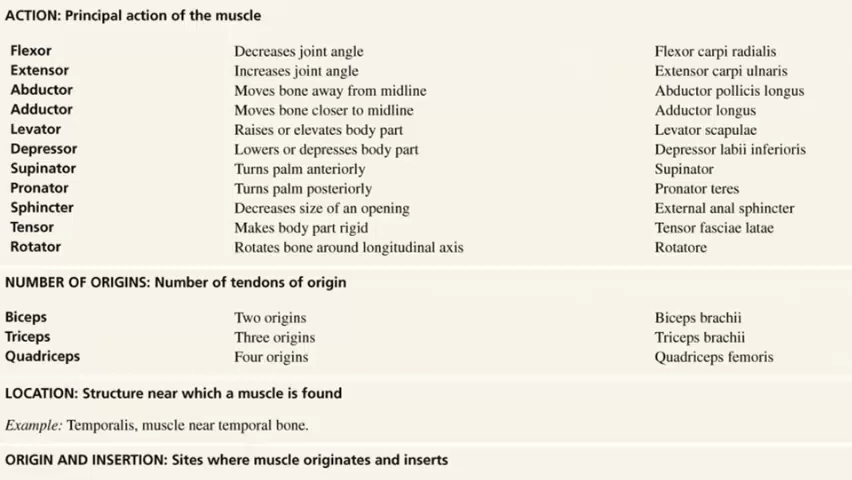 ACTION: Principal action of the muscle
Flexor Decreases joint angle Flexor carpi radialis
Extensor Increases joint angle Extensor carpi ulnaris
Abductor Moves bone away from midline Abductor pollicis longus
Adductor Moves bone closer to midline Adductor longus
Levator Raises or elevates body part Levator scapulae
Depressor Lowers or depresses body part Depressor labii inferioris
Supinator Turns palm anteriorly Supinator
Pronator Turns palm posteriorly Pronator teres
Sphincter Decreases size of an opening External anal sphincter
Tensor Makes body part rigid Tensor fasciae latae
Rotator Rotates bone around longitudinal axis Rotatore
NUMBER OF ORIGINS: Number of tendons of origin
Biceps Two origins Biceps brachii
Triceps Three origins Triceps brachii
Quadriceps Four origins Quadriceps femoris
LOCATION: Structure near which a muscle is found
Example: Temporalis, muscle near temporal bone.
ORIGIN AND INSERTION: Sites where muscle originates and inserts